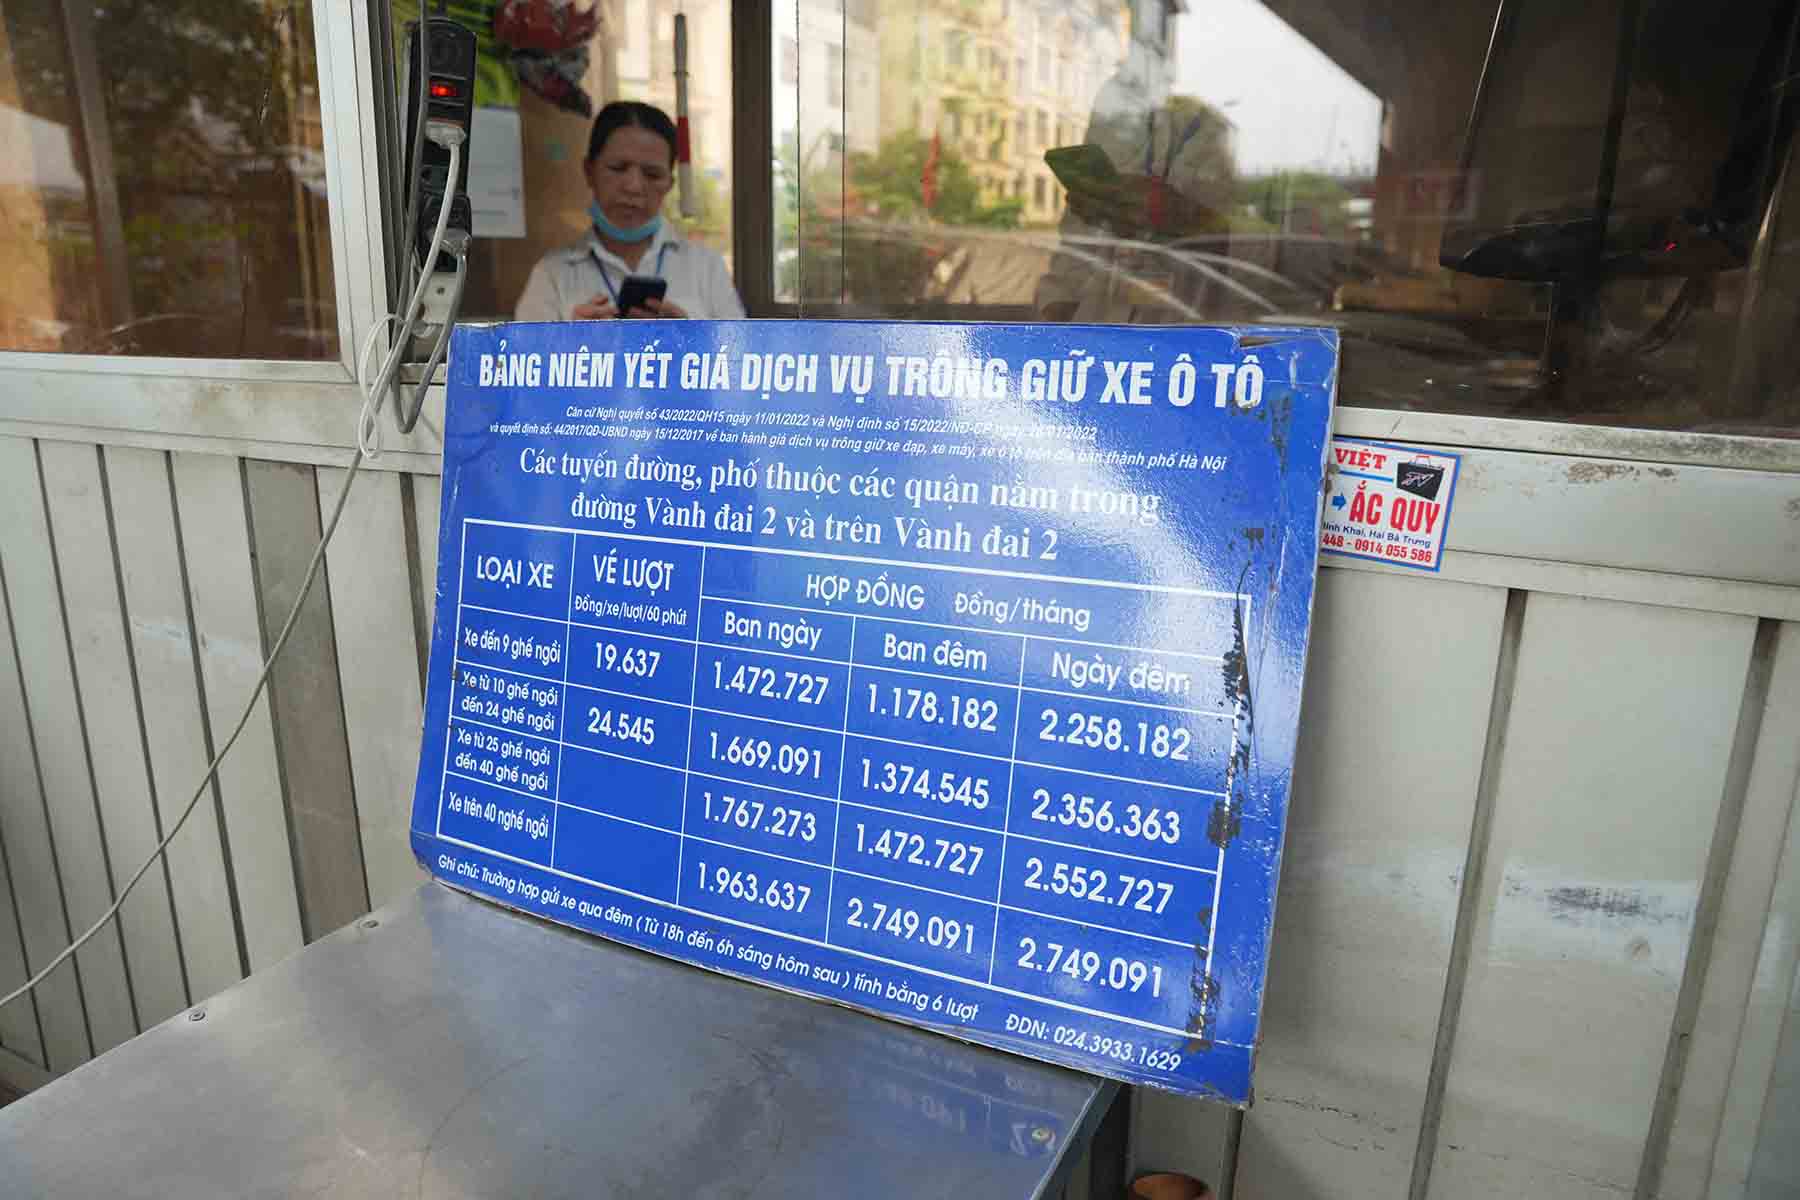 BẢNG NIÊM YẾT GIÁ DỊCH VỤ TRÔNG GIỮ XE Ô TÔ
Căn cứ Nghị quyết số 43/2022/QH15 ngày 11/01/2022 và Nghị định số 15/2022/NĐ-CP ngày 28/01/2022
và quyết định số: 44/2017/QĐ-UBND ngày 15/12/2017 về ban hành giá dịch vụ trông giữ xe đạp, xe máy, xe ô tô trên địa bàn thành phố Hà Nội
Các tuyến đường, phố thuộc các quận nằm trong
đường Vành đai 2 và trên Vành đai 2
LOẠI XE
VÉ LƯỢT
Đồng/xe/lượt/60 phút
HỢP ĐỒNG Đồng/tháng
Ban ngày Ban đêm Ngày đêm
Xe đến 9 ghế ngồi 19.637 1.472.727 1.178.182 2.258.182
Xe từ 10 ghế ngồi
đến 24 ghế ngồi 24.545 1.669.091 1.374.545 2.356.363
Xe từ 25 ghế ngồi
đến 40 ghế ngồi 1.767.273 1.472.727 2.552.727
Xe trên 40 nghế ngồi 1.963.637 2.749.091 2.749.091
Ghi chú: Trường hợp gửi xe qua đêm ( Từ 18h đến 6h sáng hôm sau ) tính bằng 6 lượt
ĐDN: 024.3933.1629
VIỆT
ẮC QUY
Khai, Hai Bà Trưng
448 - 0914 055 586